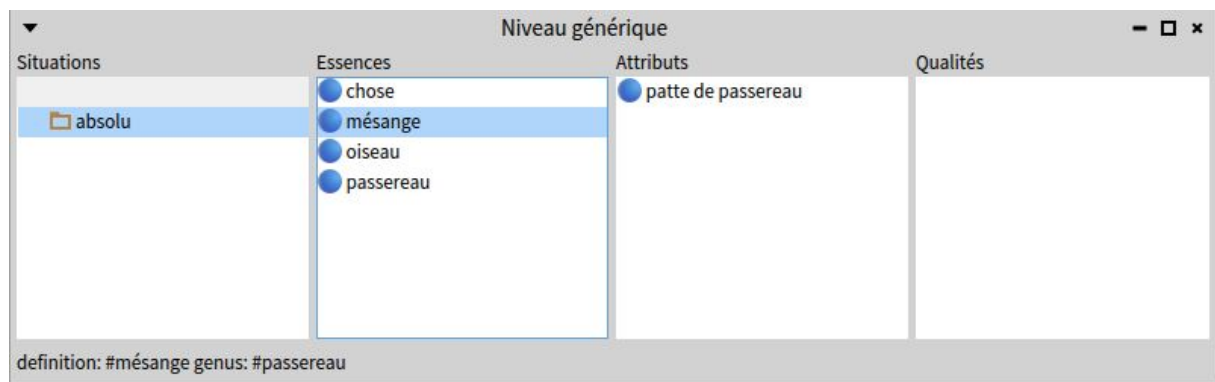 Niveau générique
Situations
Essences
Attributs
Qualités
absolu
chose
mésange
oiseau
passereau
patte de passereau
definition: #mésange genus: #passereau